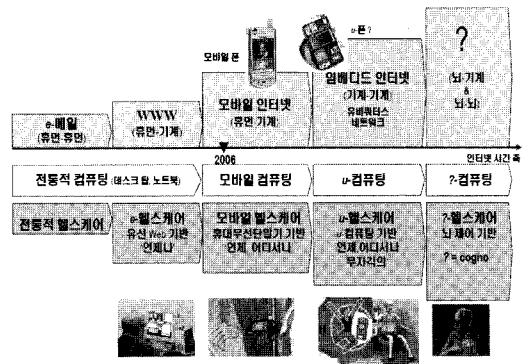 모바일 폰
u-폰 ?
e-메일
(휴먼 휴먼)
WWW
(휴먼-기계)
모바일 인터넷
(휴먼 기계)
임베디드 인터넷
(기계-기계)
유비쿼터스
네트워크
?
(뇌-기계
&
뇌-뇌)
2006
인터넷 시간 축
전통적 컴퓨팅 (데스크 탑, 노트북)
모바일 컴퓨팅
u-컴퓨팅
?-컴퓨팅
전통적 헬스케어
e-헬스케어
유선 Web 기반
언제나
모바일 헬스케어
휴대무선단말기 기반
언제 어디서나
u-헬스케어
u 컴퓨팅 기반
언제 어디서나
무자각의
?-헬스케어
뇌 제어 기반
? = cogno